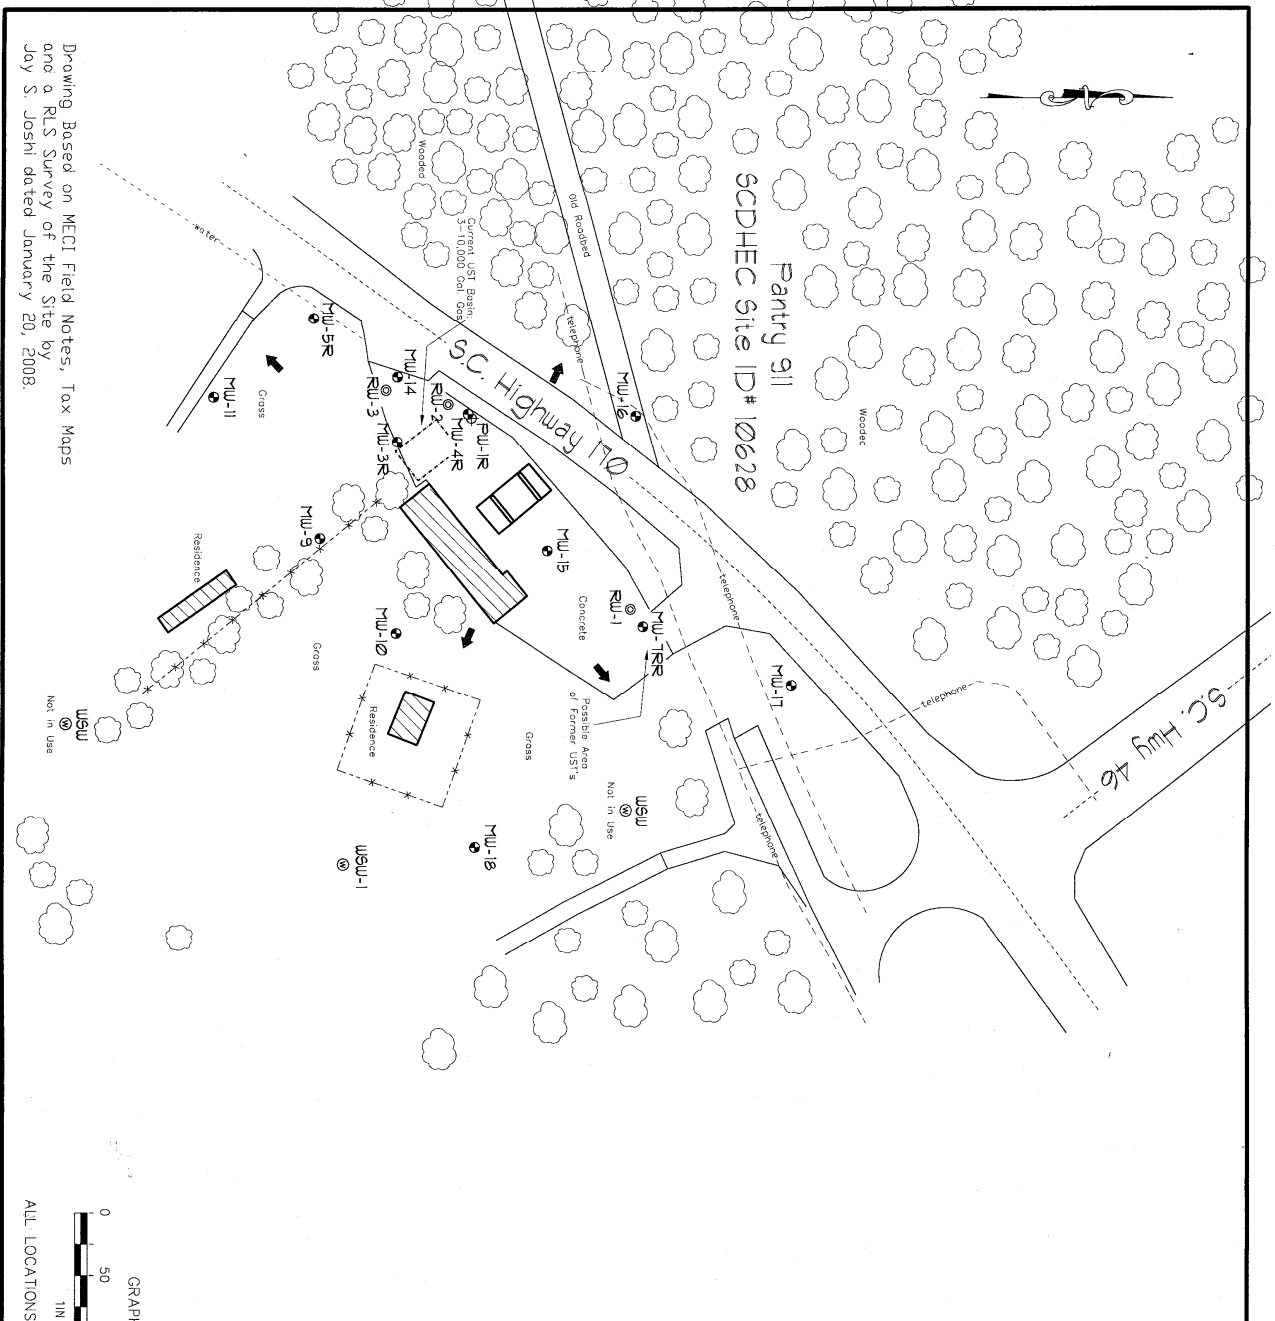 Pantry 911
SCDHEC Site ID# 10628
Wooded
Old Roadbed
Current UST Basin:
3-10,000 Gal. Gas
telephone
water
S.C. Highway 170
S.C. Hwy 46
MW-16
MW-5R
MW-14
RW-3
RW-2
PW-1R
MW-4R
MW-3R
MW-11
Grass
MW-15
MW-9
Residence
Concrete
RW-1
MW-7RR
MW-10
Grass
telephone
MW-17
telephone
Possible Area
of Former UST's
Residence
Grass
WSW
Not in Use
WSW
Not in Use
telephone
MW-18
WSW-1
Drawing Based on MECI Field Notes, Tax Maps
and a RLS Survey of the Site by
Jay S. Joshi dated January 20, 2008.
0 50
1IN
ALL LOCATIONS